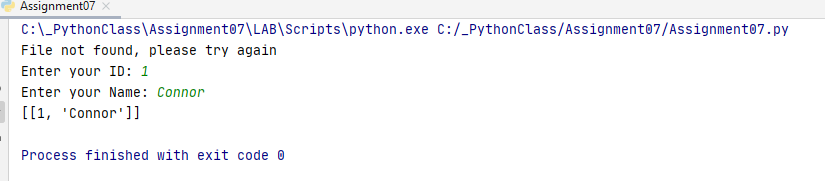 Assignment07
C:\_PythonClass\Assignment07\LAB\Scripts\python.exe C:/_PythonClass/Assignment07/Assignment07.py
File not found, please try again
Enter your ID: 1
Enter your Name: Connor
[[1, 'Connor']]
Process finished with exit code 0